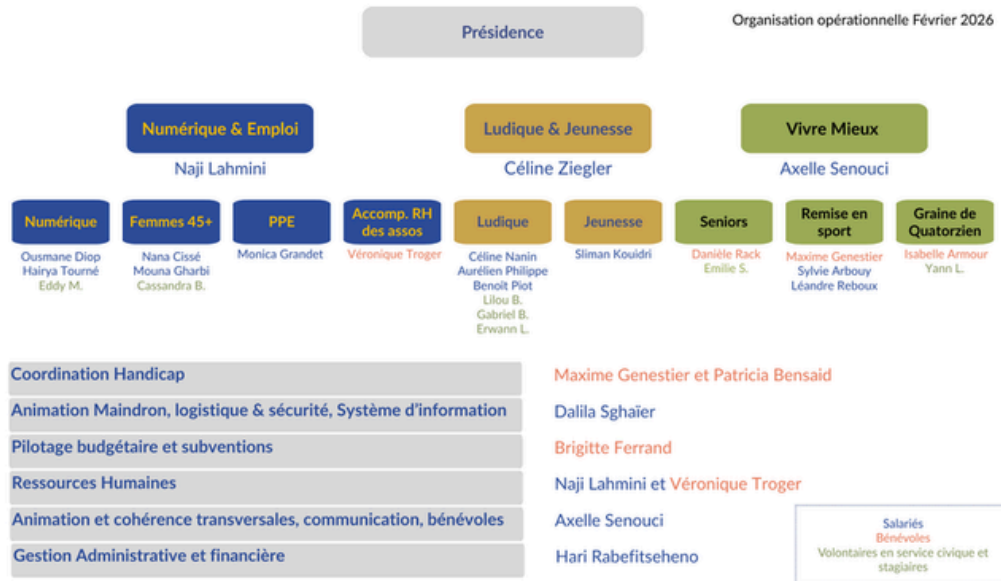 Organisation opérationnelle Février 2026
Présidence
Numérique & Emploi
Ludique & Jeunesse
Vivre Mieux
Naji Lahmini
Céline Ziegler
Axelle Senouci
Numérique
Femmes 45+
PPE
Accomp. RH
des assos
Ludique
Jeunesse
Seniors
Remise en
sport
Graine de
Quatorzien
Ousmane Diop
Hairya Tourné
Eddy M.
Nana Cissé
Mouna Gharbi
Cassandra B.
Monica Grandet
Véronique Troger
Céline Nanin
Aurélien Philippe
Benoît Piot
Lilou B.
Gabriel B.
Erwann L.
Sliman Kouidri
Danièle Rack
Emilie S.
Maxime Genestier
Sylvie Arbouy
Léandre Reboux
Isabelle Armour
Yann L.
Coordination Handicap
Maxime Genestier et Patricia Bensaid
Animation Maindron, logistique & sécurité, Système d'information
Dalila Sghaïer
Pilotage budgétaire et subventions
Brigitte Ferrand
Ressources Humaines
Naji Lahmini et Véronique Troger
Animation et cohérence transversales, communication, bénévoles
Axelle Senouci
Gestion Administrative et financière
Hari Rabefitseheno
Salariés
Bénévoles
Volontaires en service civique et
stagiaires